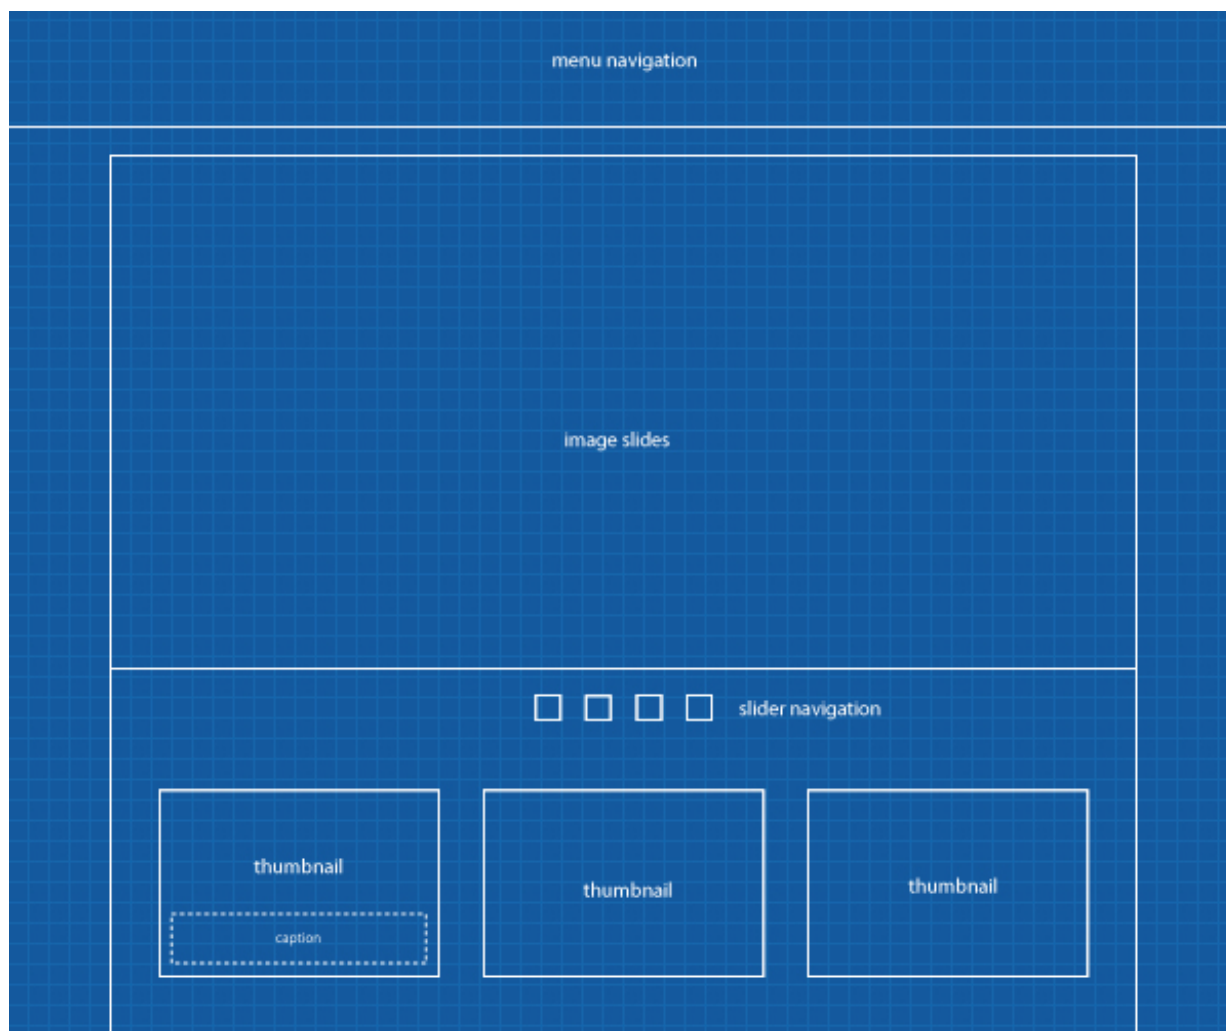 menu navigation
image slides
slider navigation
thumbnail
caption
thumbnail
thumbnail